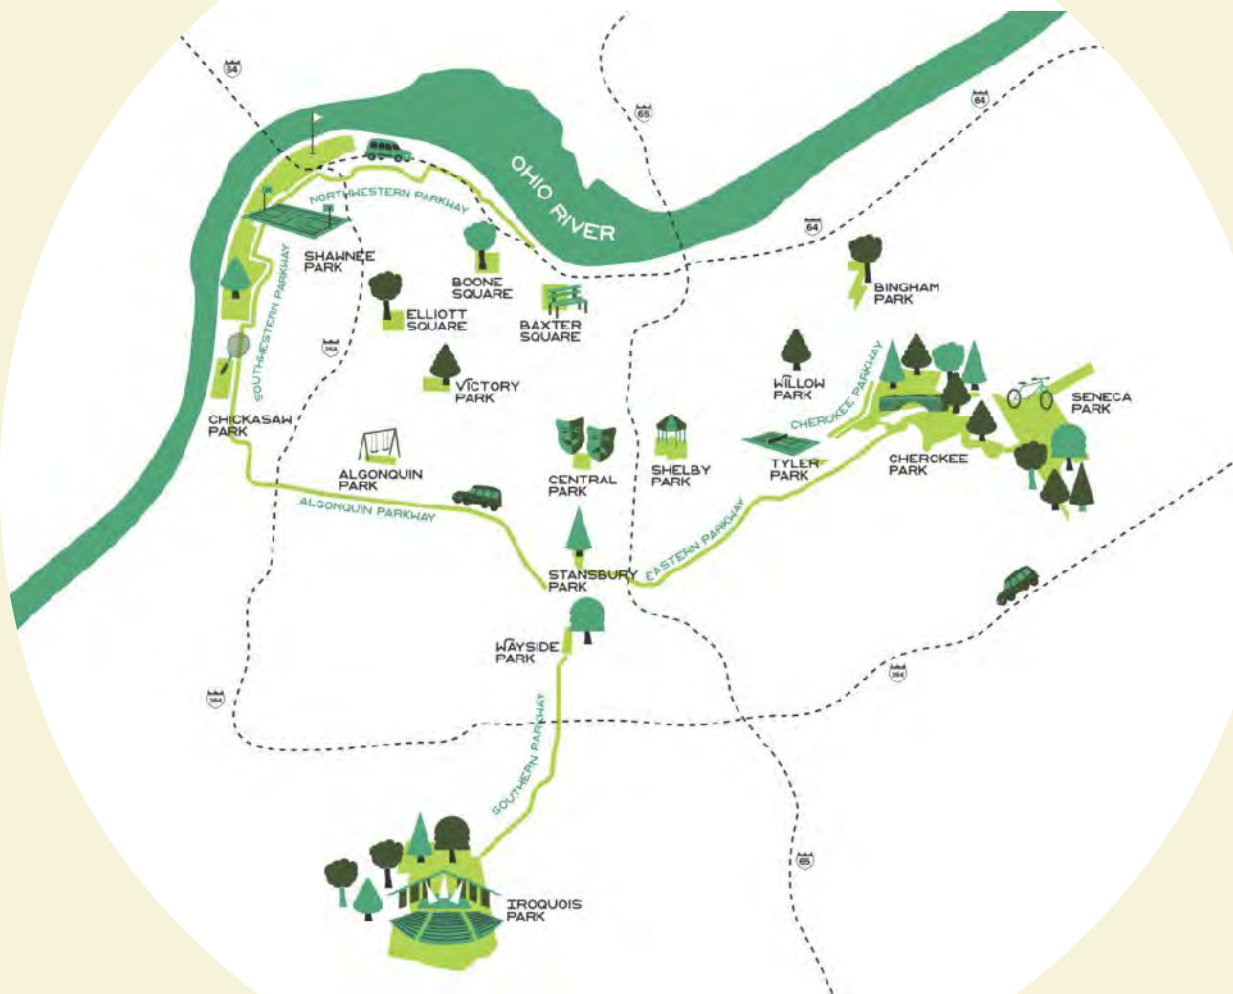 64
65
64
OHIO RIVER
NORTHWESTERN PARKWAY
64
SHAWNEE
PARK
BOONE
SQUARE
BINGHAM
PARK
SOUTHWESTERN PARKWAY
ELLIOTT
SQUARE
BAXTER
SQUARE
264
VICTORY
PARK
WILLOW
PARK
CHEROKEE PARKWAY
SENECA
PARK
CHICKASAW
PARK
ALGONQUIN
PARK
CENTRAL
PARK
SHELBY
PARK
TYLER
PARK
CHEROKEE
PARK
ALGONQUIN PARKWAY
EASTERN PARKWAY
STANSBURY
PARK
WAYSIDE
PARK
264
264
SOUTHERN PARKWAY
65
IROQUOIS
PARK